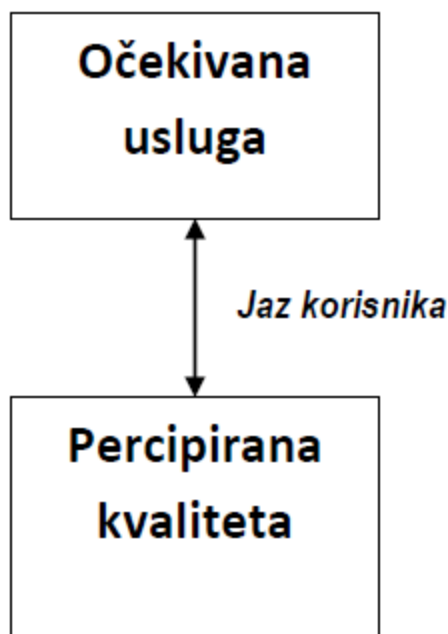 Očekivana
usluga
Jaz korisnika
Percipirana
kvaliteta